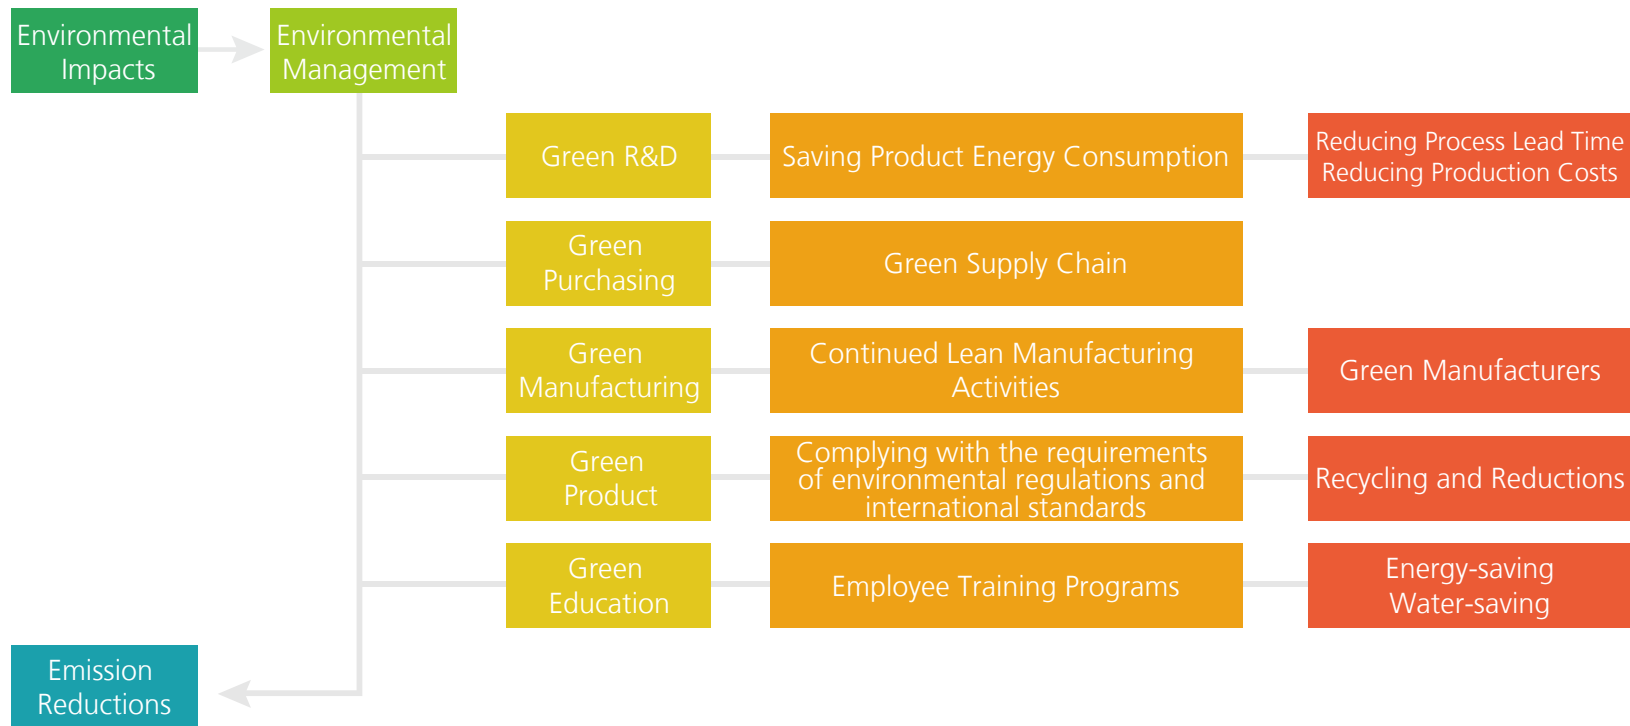 Environmental
Impacts
Environmental
Management
Green R&D
Saving Product Energy Consumption
Reducing Process Lead Time
Reducing Production Costs
Green
Purchasing
Green Supply Chain
Green
Manufacturing
Continued Lean Manufacturing
Activities
Green Manufacturers
Green
Product
Complying with the requirements
of environmental regulations and
international standards
Recycling and Reductions
Green
Education
Employee Training Programs
Energy-saving
Water-saving
Emission
Reductions